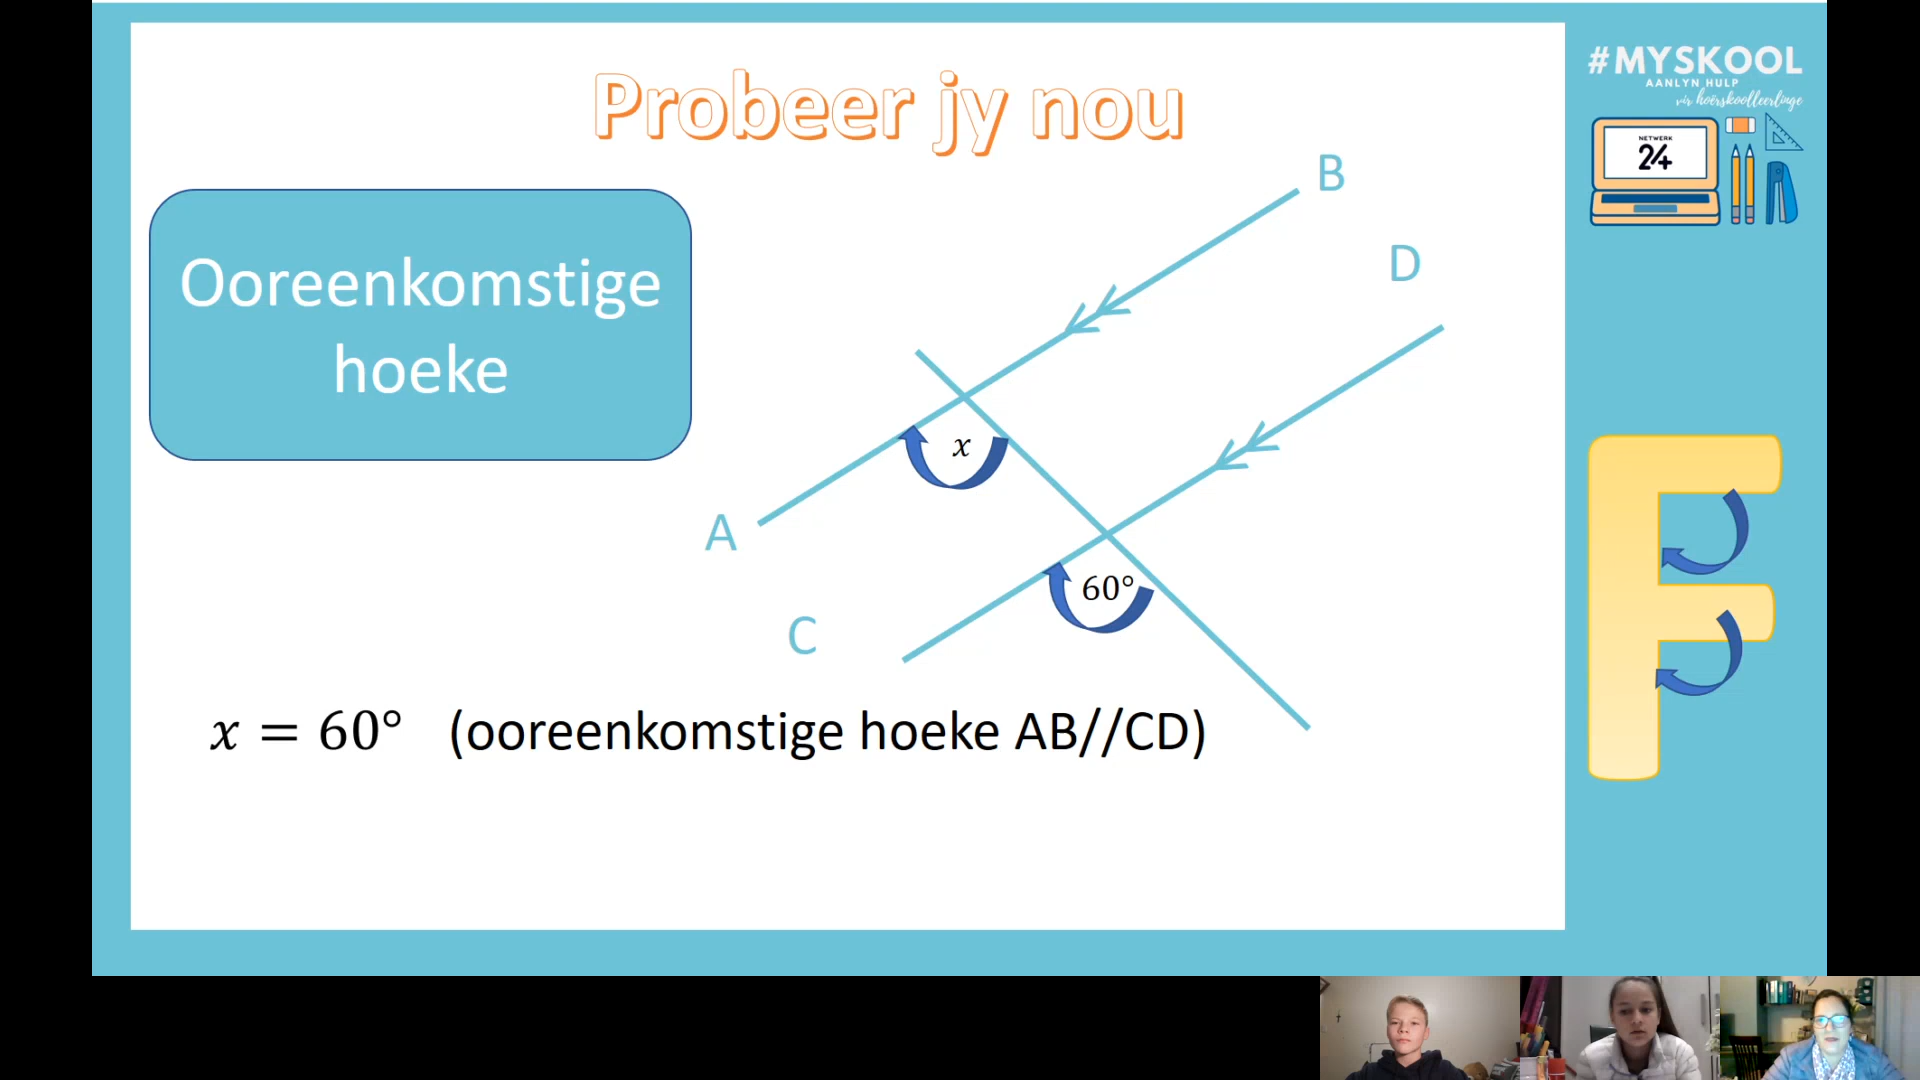 Probeer jy nou
#MYSKOOL
AANLYN HULP
vir hoërskoolleerlinge
NETWERK
24
Ooreenkomstige
hoeke
B
D
x
A
60°
C
x = 60° (ooreenkomstige hoeke AB//CD)
F